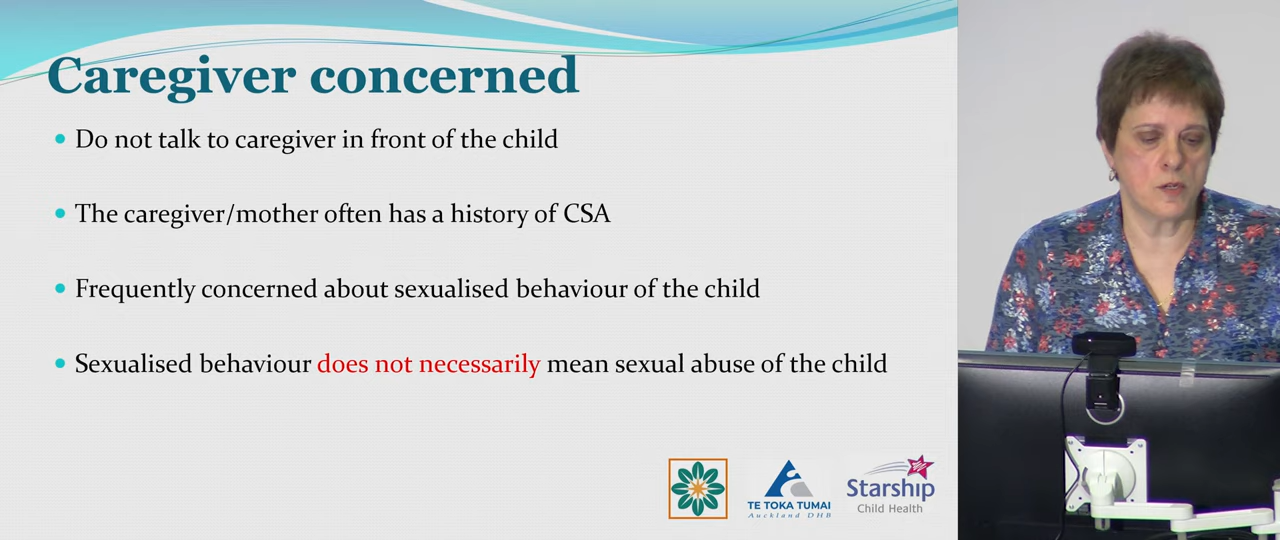 Caregiver concerned
Do not talk to caregiver in front of the child
The caregiver/mother often has a history of CSA
Frequently concerned about sexualised behaviour of the child
Sexualised behaviour does not necessarily mean sexual abuse of the child
TE TOKA TUMAI
Auckland DHB
Starship
Child Health